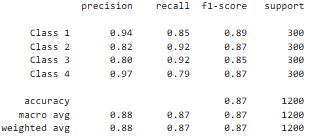 precision recall f1-score support
Class 1 0.94 0.85 0.89 300
Class 2 0.82 0.92 0.87 300
Class 3 0.80 0.92 0.85 300
Class 4 0.97 0.79 0.87 300
accuracy 0.87 1200
macro avg 0.88 0.87 0.87 1200
weighted avg 0.88 0.87 0.87 1200